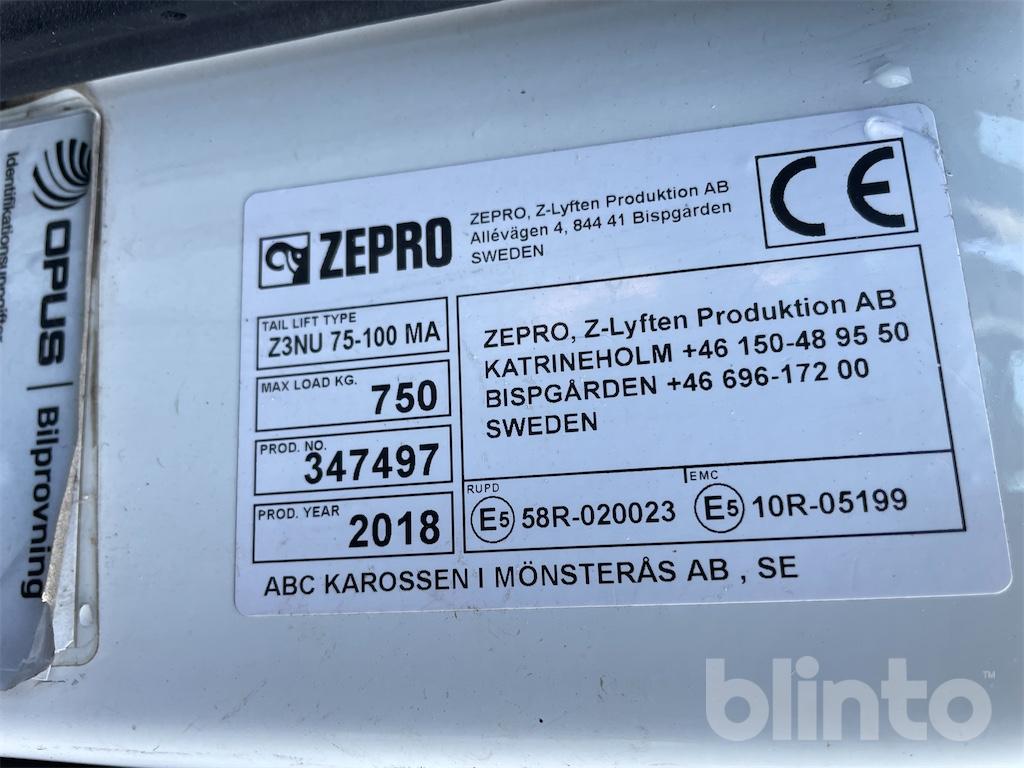 OPUS | Bilprovning
ZEPRO
ZEPRO, Z-Lyften Produktion AB
Allévägen 4, 844 41 Bispgården
SWEDEN
CE
TAIL LIFT TYPE
Z3NU 75-100 MA
MAX LOAD KG.
750
PROD. NO.
347497
PROD. YEAR
2018
ZEPRO, Z-Lyften Produktion AB
KATRINEHOLM +46 150-48 95 50
BISPGÅRDEN +46 696-172 00
SWEDEN
RUPD
E5 58R-020023
EMC
E5 10R-05199
ABC KAROSSEN I MÖNSTERÅS AB , SE
blinto™